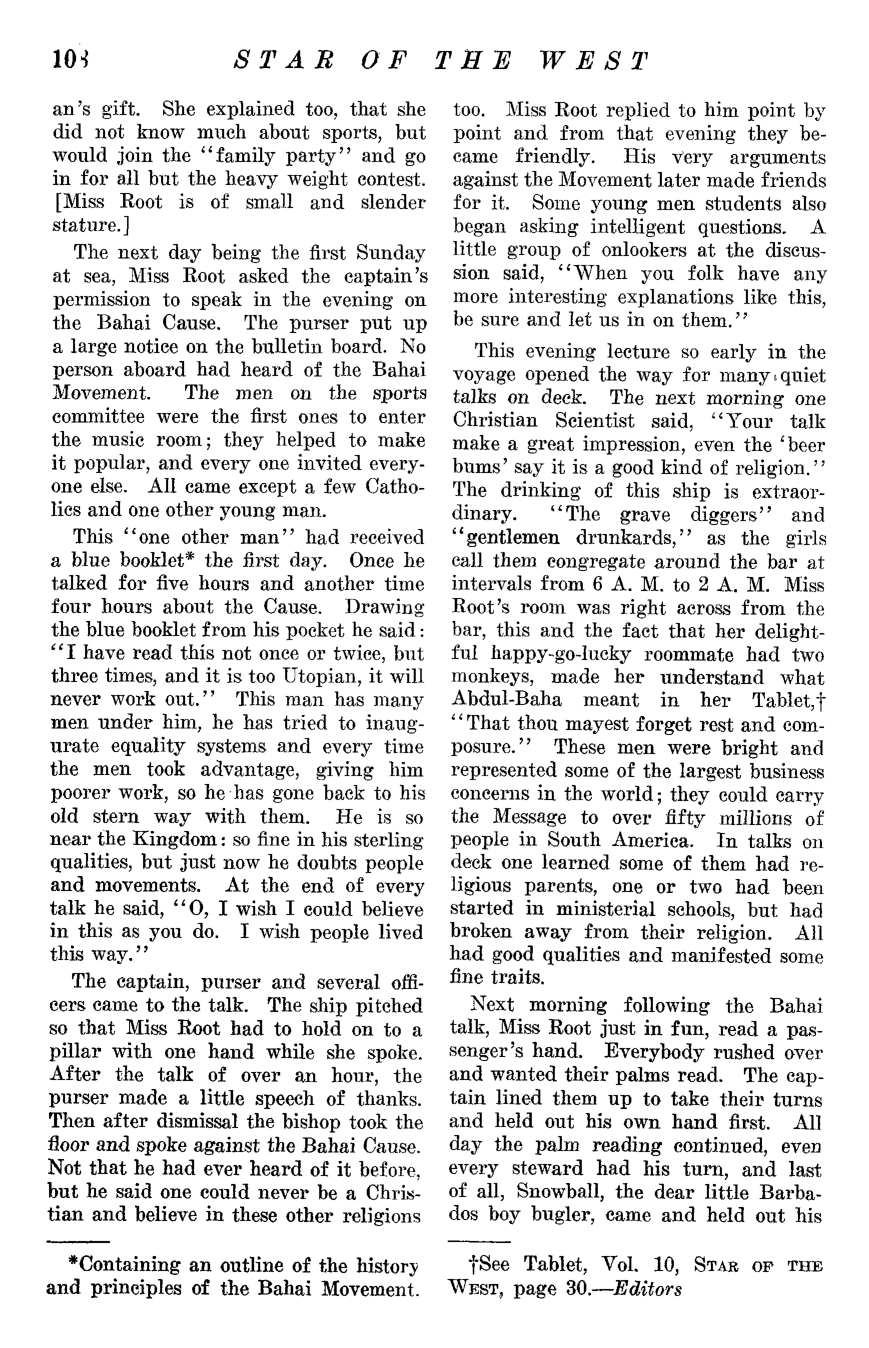 108 STAR OF THE WEST
an's gift. She explained too, that she
did not know much about sports, but
would join the "family party" and go
in for all but the heavy weight contest.
[Miss Root is of small and slender
stature.]
The next day being the first Sunday
at sea, Miss Root asked the captain's
permission to speak in the evening on
the Bahai Cause. The purser put up
a large notice on the bulletin board. No
person aboard had heard of the Bahai
Movement. The men on the sports
committee were the first ones to enter
the music room; they helped to make
it popular, and every one invited every-
one else. All came except a few Catho-
lics and one other young man.
This "one other man" had received
a blue booklet* the first day. Once he
talked for five hours and another time
four hours about the Cause. Drawing
the blue booklet from his pocket he said:
"I have read this not once or twice, but
three times, and it is too Utopian, it will
never work out." This man has many
men under him, he has tried to inaug-
urate equality systems and every time
the men took advantage, giving him
poorer work, so he has gone back to his
old stern way with them. He is so
near the Kingdom: so fine in his sterling
qualities, but just now he doubts people
and movements. At the end of every
talk he said, "O, I wish I could believe
in this as you do. I wish people lived
this way."
The captain, purser and several offi-
cers came to the talk. The ship pitched
so that Miss Root had to hold on to a
pillar with one hand while she spoke.
After the talk of over an hour, the
purser made a little speech of thanks.
Then after dismissal the bishop took the
floor and spoke against the Bahai Cause.
Not that he had ever heard of it before,
but he said one could never be a Chris-
tian and believe in these other religions
*Containing an outline of the history
and principles of the Bahai Movement.
too. Miss Root replied to him point by
point and from that evening they be-
came friendly. His very arguments
against the Movement later made friends
for it. Some young men students also
began asking intelligent questions. A
little group of onlookers at the discus-
sion said, "When you folk have any
more interesting explanations like this,
be sure and let us in on them."
This evening lecture so early in the
voyage opened the way for many quiet
talks on deck. The next morning one
Christian Scientist said, "Your talk
make a great impression, even the 'beer
bums' say it is a good kind of religion."
The drinking of this ship is extraor-
dinary. "The grave diggers" and
"gentlemen drunkards," as the girls
call them congregate around the bar at
intervals from 6 A. M. to 2 A. M. Miss
Root's room was right across from the
bar, this and the fact that her delight-
ful happy-go-lucky roommate had two
monkeys, made her understand what
Abdul-Baha meant in her Tablet,†
"That thou mayest forget rest and com-
posure." These men were bright and
represented some of the largest business
concerns in the world; they could carry
the Message to over fifty millions of
people in South America. In talks on
deck one learned some of them had re-
ligious parents, one or two had been
started in ministerial schools, but had
broken away from their religion. All
had good qualities and manifested some
fine traits.
Next morning following the Bahai
talk, Miss Root just in fun, read a pas-
senger's hand. Everybody rushed over
and wanted their palms read. The cap-
tain lined them up to take their turns
and held out his own hand first. All
day the palm reading continued, even
every steward had his turn, and last
of all, Snowball, the dear little Barba-
dos boy bugler, came and held out his
†See Tablet, Vol. 10, STAR OF THE
WEST, page 30.—Editors